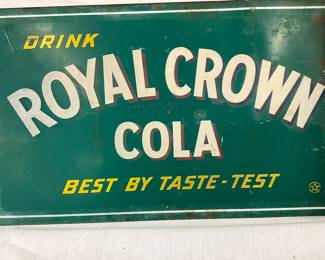 DRINK
ROYAL CROWN
COLA
BEST BY TASTE-TEST